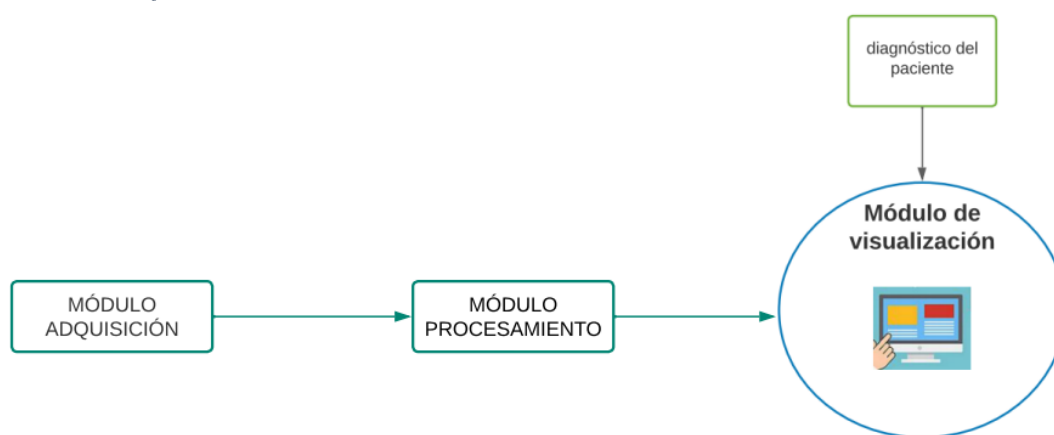 diagnóstico del
paciente
Módulo de
visualización
MÓDULO
ADQUISICIÓN
MÓDULO
PROCESAMIENTO